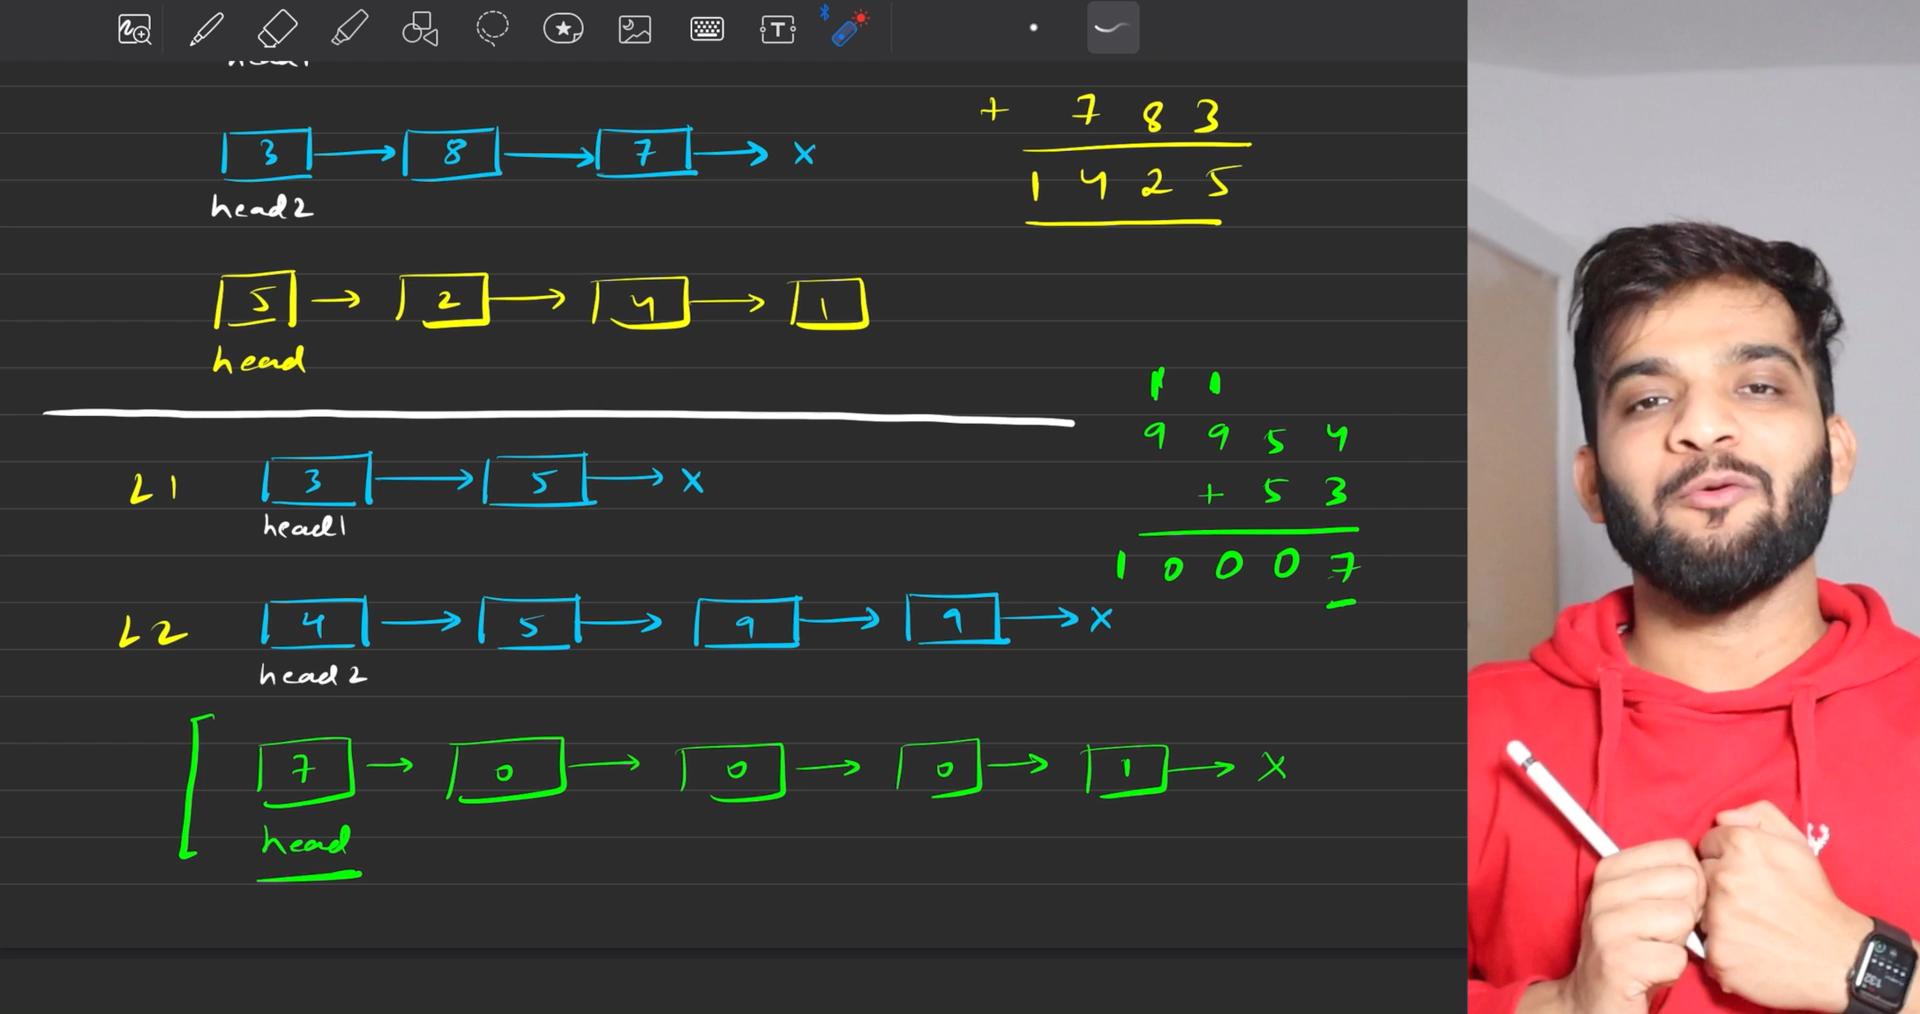 + 7 8 3
3 → 8 → 7 → x
1 4 2 5
head2
5 → 2 → 4 → 1
head
1 1
9 9 5 4
L1 3 → 5 → x
+ 5 3
head1
1 0 0 0 7
L2 4 → 5 → 9 → 9 → x
head2
7 → 0 → 0 → 0 → 1 → x
head